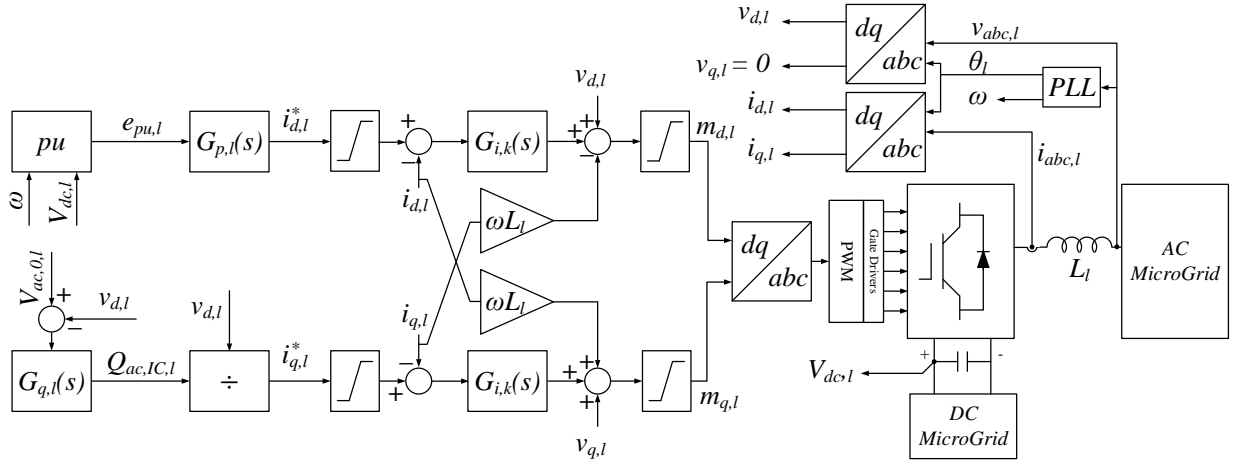 v_{d,l}
v_{q,l} = 0
dq
abc
v_{abc,l}
θ_l
PLL
ω
i_{d,l}
i_{q,l}
dq
abc
i_{abc,l}
pu
e_{pu,l}
G_{p,l}(s)
i^*_{d,l}
+
−
G_{i,k}(s)
v_{d,l}
+
+
−
m_{d,l}
ω
V_{dc,l}
i_{d,l}
ωL_l
ωL_l
i_{q,l}
dq
abc
PWM
Gate Drivers
L_l
AC
MicroGrid
V_{ac,0,l}
+
−
v_{d,l}
v_{d,l}
G_{q,l}(s)
Q_{ac,IC,l}
÷
i^*_{q,l}
−
+
G_{i,k}(s)
+
+
+
v_{q,l}
m_{q,l}
+
-
V_{dc,l}
DC
MicroGrid